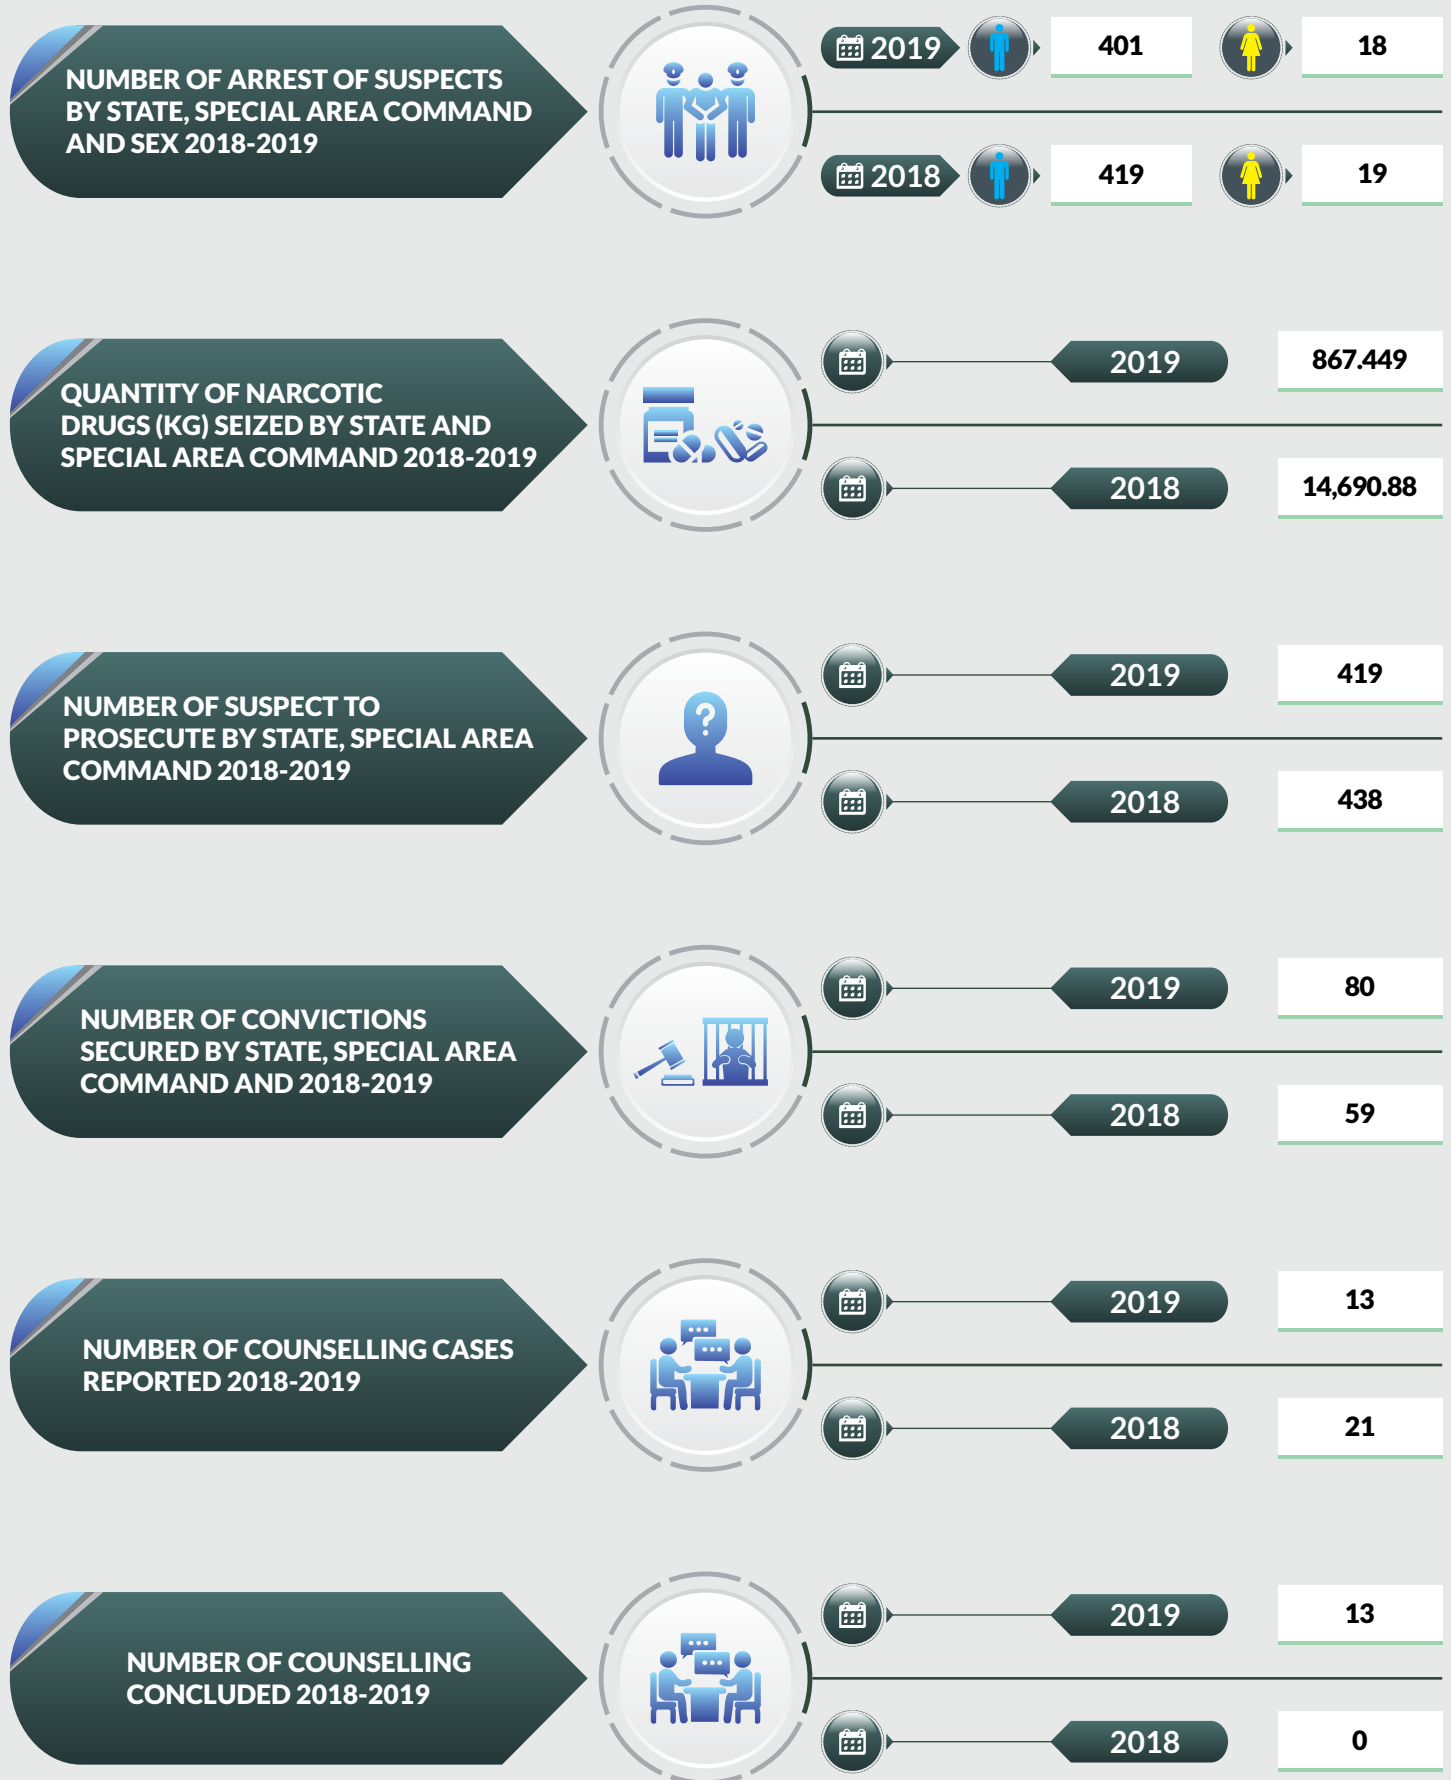 NUMBER OF ARREST OF SUSPECTS
BY STATE, SPECIAL AREA COMMAND
AND SEX 2018-2019
2019
401
18
2018
419
19
QUANTITY OF NARCOTIC
DRUGS (KG) SEIZED BY STATE AND
SPECIAL AREA COMMAND 2018-2019
2019
867.449
2018
14,690.88
NUMBER OF SUSPECT TO
PROSECUTE BY STATE, SPECIAL AREA
COMMAND 2018-2019
2019
419
2018
438
NUMBER OF CONVICTIONS
SECURED BY STATE, SPECIAL AREA
COMMAND AND 2018-2019
2019
80
2018
59
NUMBER OF COUNSELLING CASES
REPORTED 2018-2019
2019
13
2018
21
NUMBER OF COUNSELLING
CONCLUDED 2018-2019
2019
13
2018
0